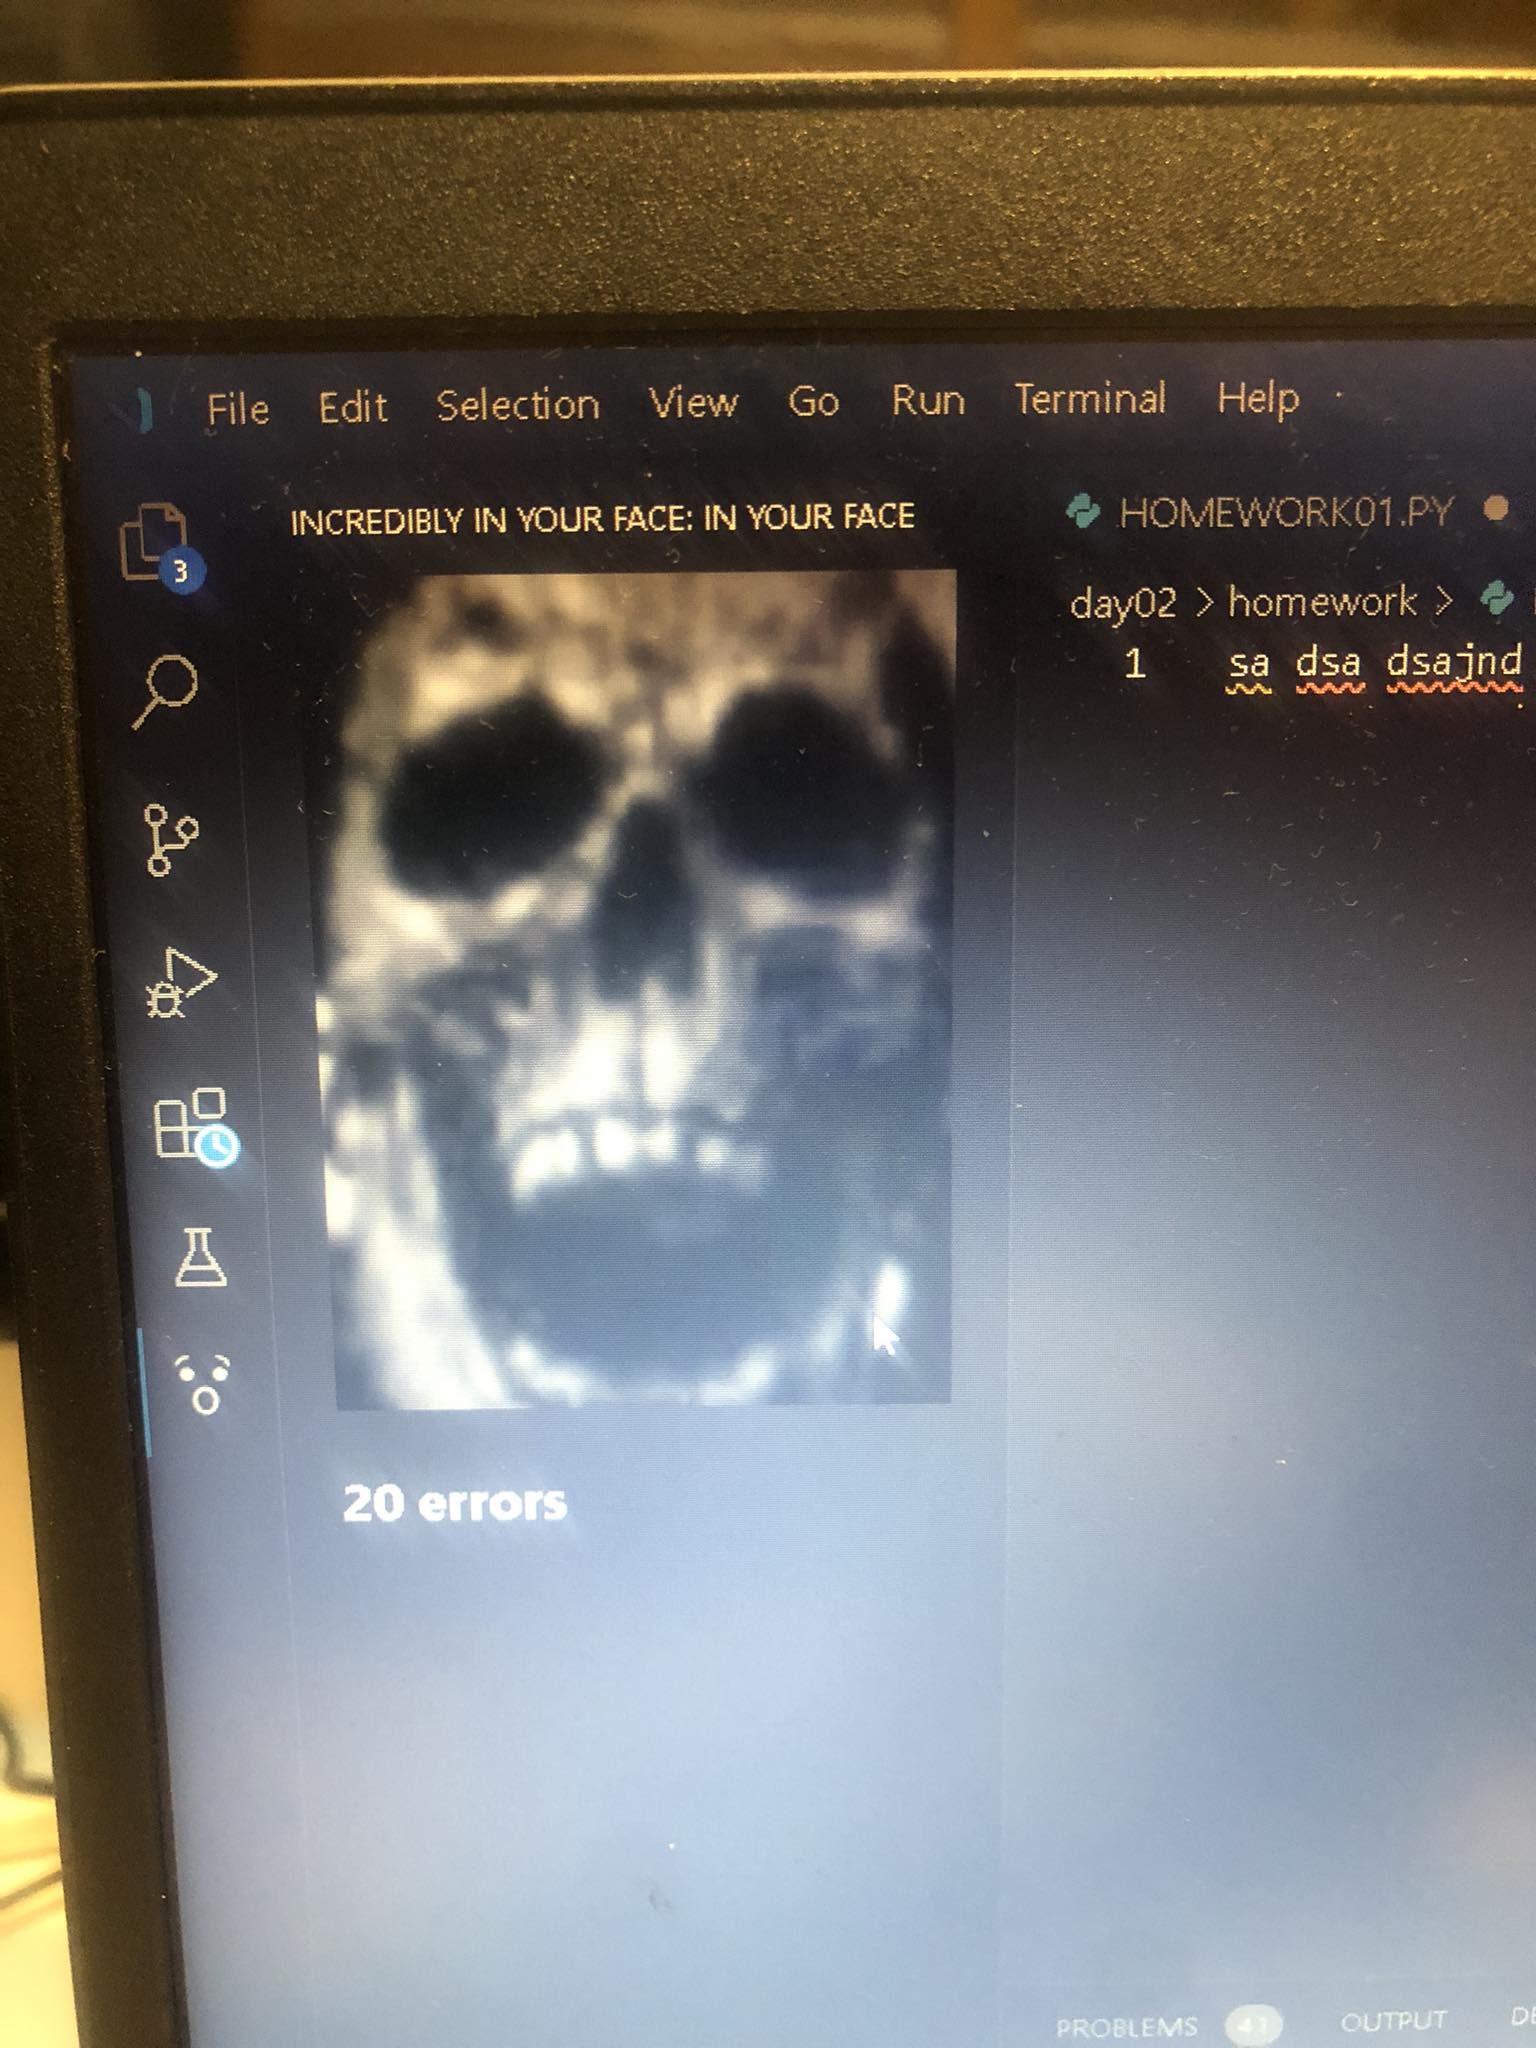 File Edit Selection View Go Run Terminal Help
INCREDIBLY IN YOUR FACE: IN YOUR FACE
HOMEWORK01.PY
3
day02 > homework >
1 sa dsa dsajnd
20 errors
PROBLEMS 41 OUTPUT